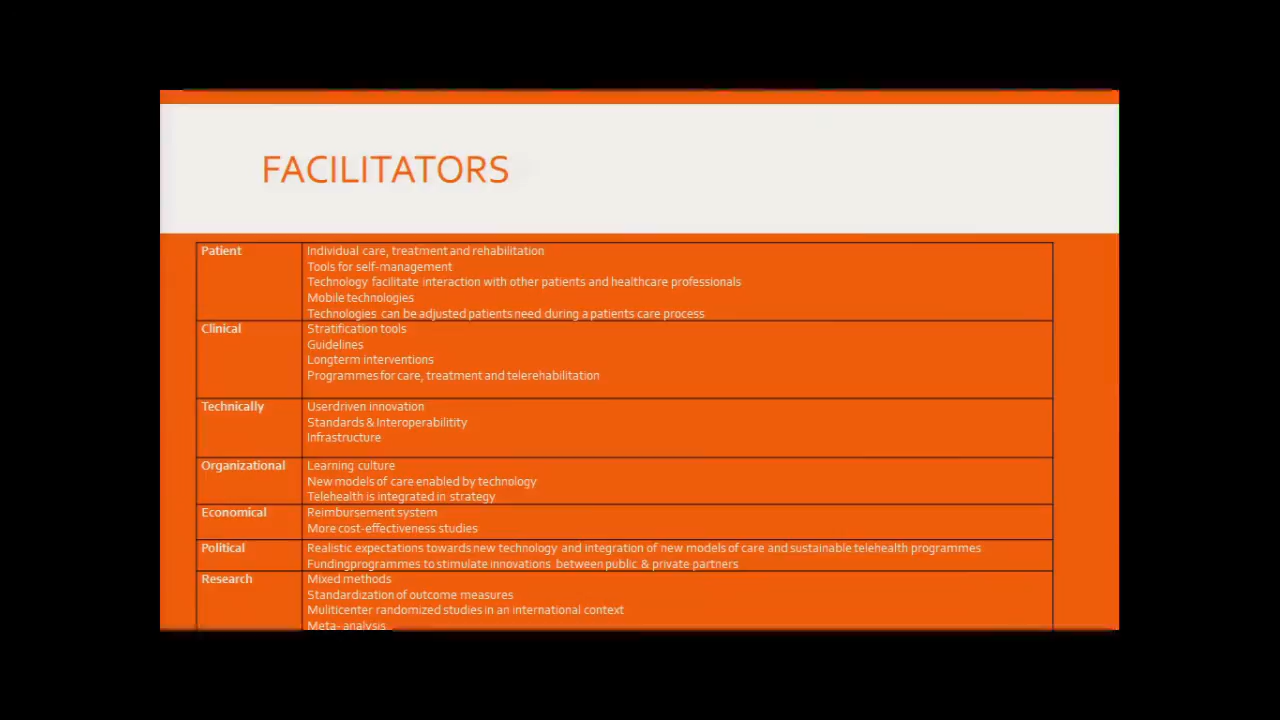 FACILITATORS
Patient
Individual care, treatment and rehabilitation
Tools for self-management
Technology facilitate interaction with other patients and healthcare professionals
Mobile technologies
Technologies can be adjusted patients need during a patients care process
Clinical
Stratification tools
Guidelines
Longterm interventions
Programmes for care, treatment and telerehabilitation
Technically
Userdriven innovation
Standards & Interoperabilitity
Infrastructure
Organizational
Learning culture
New models of care enabled by technology
Telehealth is integrated in strategy
Economical
Reimbursement system
More cost-effectiveness studies
Political
Realistic expectations towards new technology and integration of new models of care and sustainable telehealth programmes
Fundingprogrammes to stimulate innovations between public & private partners
Research
Mixed methods
Standardization of outcome measures
Muliticenter randomized studies in an international context
Meta- analysis